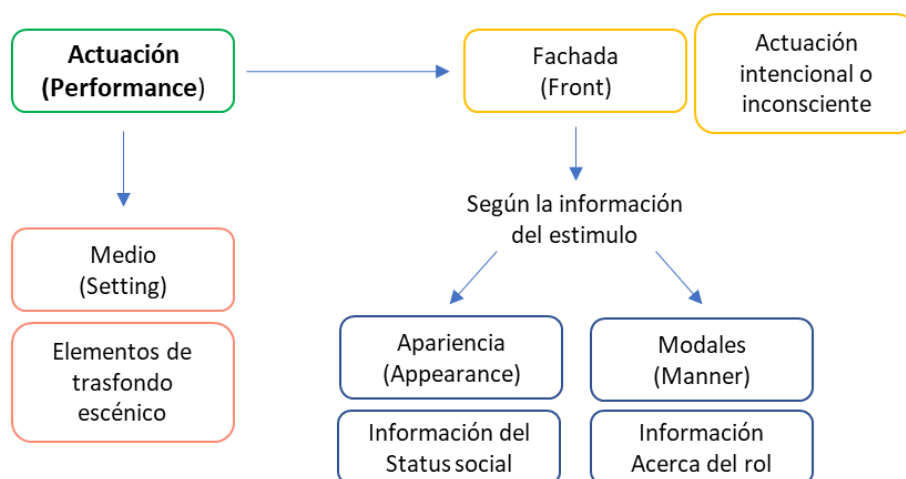 Actuación
(Performance)
Fachada
(Front)
Actuación
intencional o
inconsciente
Según la información
del estimulo
Medio
(Setting)
Elementos de
trasfondo
escénico
Apariencia
(Appearance)
Modales
(Manner)
Información del
Status social
Información
Acerca del rol